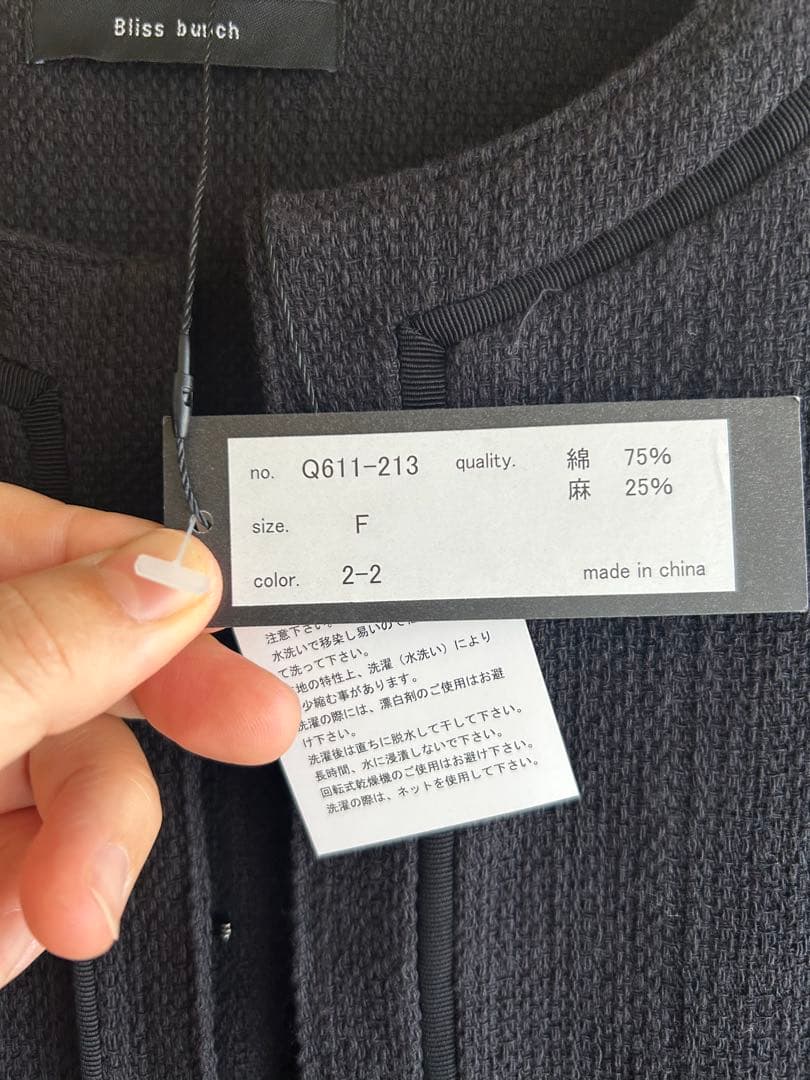 Bliss bunch
no. Q611-213 quality. 綿 75%
麻 25%
size. F
color. 2-2 made in china
注意下さい。
水洗いで移染し易いので
て洗って下さい。
地の特性上、洗濯（水洗い）により
少縮む事があります。
洗濯の際には、漂白剤のご使用はお避
け下さい。
洗濯後は直ちに脱水して干して下さい。
長時間、水に浸漬しないで下さい。
回転式乾燥機のご使用はお避け下さい。
洗濯の際は、ネットを使用して下さい。